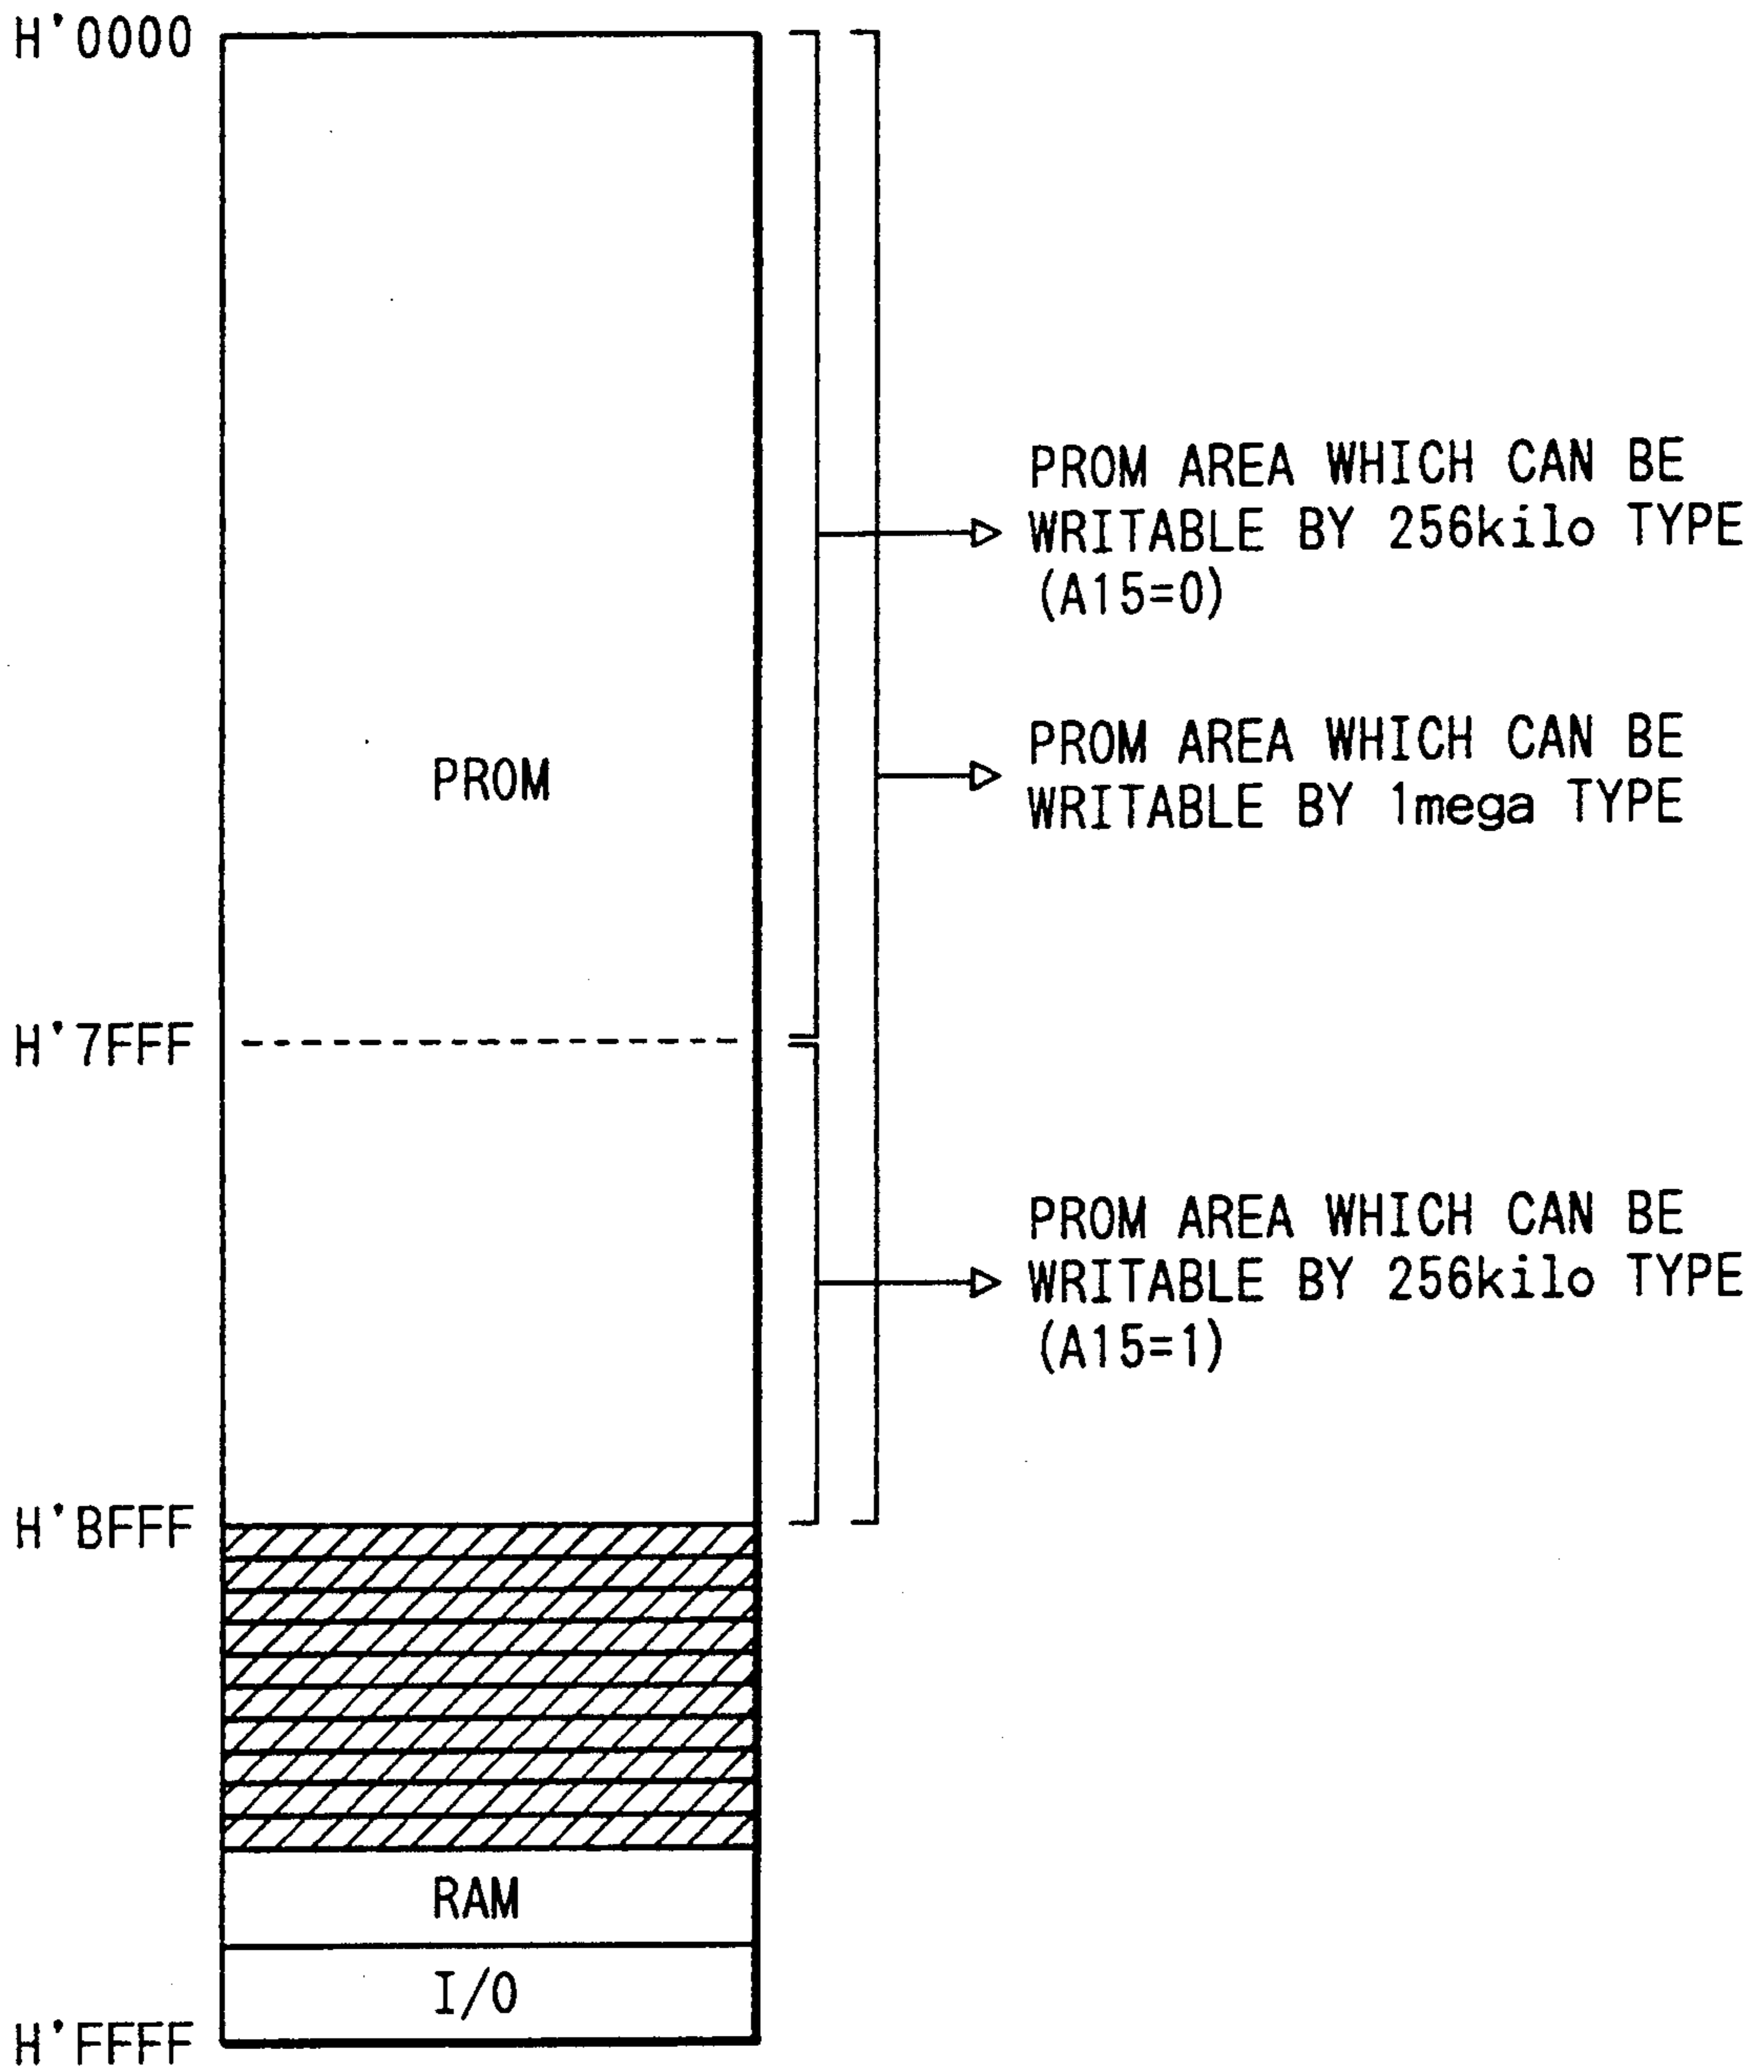 H'0000
PROM AREA WHICH CAN BE
WRITABLE BY 256kilo TYPE
(A15=0)
PROM AREA WHICH CAN BE
WRITABLE BY 1mega TYPE
PROM
H'7FFF
PROM AREA WHICH CAN BE
WRITABLE BY 256kilo TYPE
(A15=1)
H'BFFF
RAM
I/O
H'FFFF